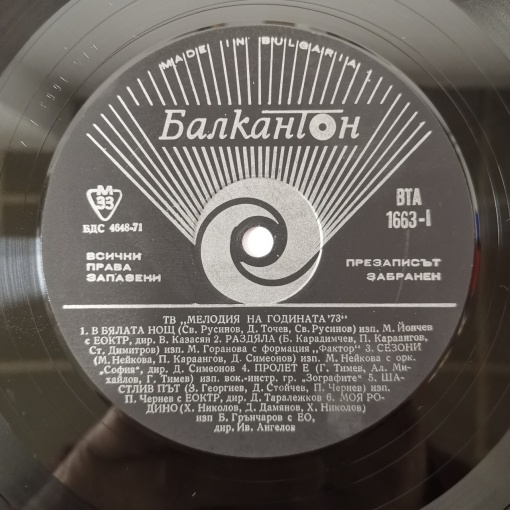 MADE IN BULGARIA
1
Балкантон
М
33
БДС 4648-71
ВТА
1663-I
ВСИЧКИ
ПРАВА
ЗАПАЗЕНИ
ПРЕЗАПИСЪТ
ЗАБРАНЕН
ТВ „МЕЛОДИЯ НА ГОДИНАТА '73“
1. В БЯЛАТА НОЩ (Св. Русинов, Д. Точев, Св. Русинов) изп. М. Йончев
с ЕОКТР, дир. В. Казасян 2. РАЗДЯЛА (Б. Карадимчев, П. Караангов,
Ст. Димитров) изп. М. Горанова с формация „Фактор“ 3. СЕЗОНИ
(М. Нейкова, П. Караангов, Д. Симеонов) изп. М. Нейкова с орк.
„София“, дир. Д. Симеонов 4. ПРОЛЕТ Е (Г. Тимев, Ал. Ми-
хайлов, Г. Тимев) изп. вок.-инстр. гр. „Зографите“ 5. ЩА-
СТЛИВ ПЪТ (З. Георгиев, Д. Стойчев, П. Чернев) изп.
П. Чернев с ЕОКТР, дир. Д. Таралежков 6. МОЯ РО-
ДИНО (Х. Николов, Д. Дамянов, Х. Николов)
изп Б. Грънчаров с ЕО,
дир. Ив. Ангелов